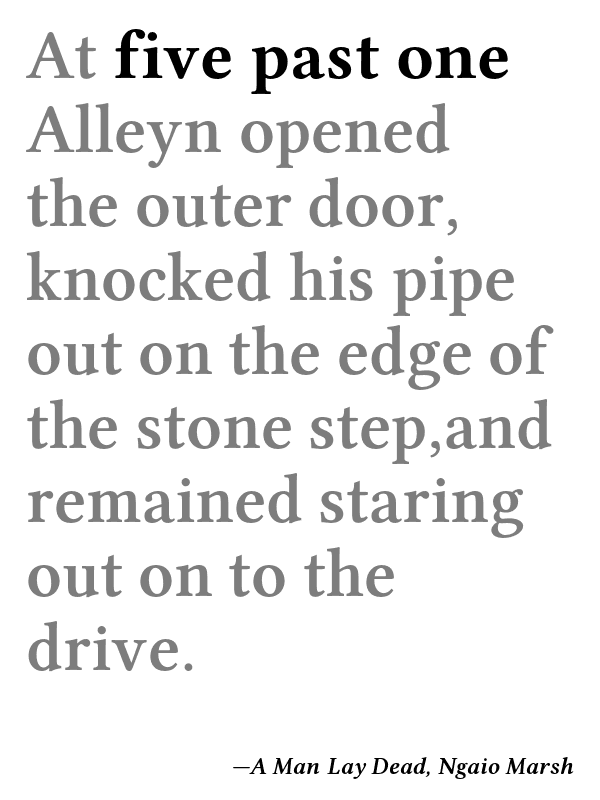 At five past one
Alleyn opened
the outer door,
knocked his pipe
out on the edge of
the stone step,and
remained staring
out on to the
drive.
—A Man Lay Dead, Ngaio Marsh